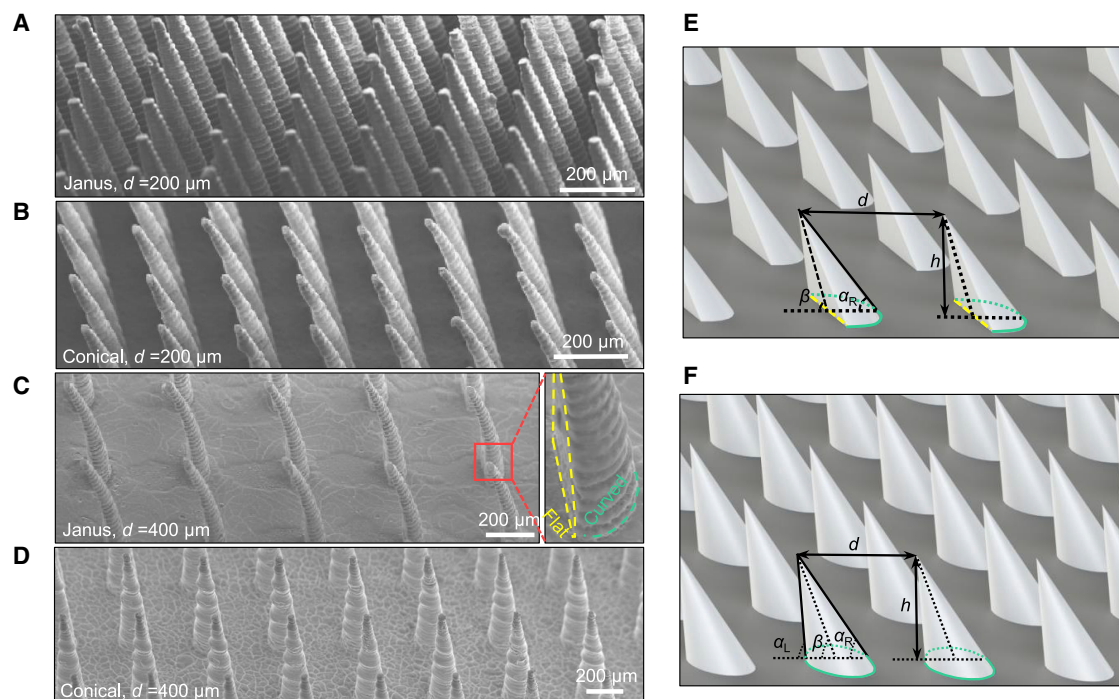 A
200 μm
Janus, d =200 μm
B
200 μm
Conical, d =200 μm
C
200 μm
Janus, d =400 μm
Flat
Curved
D
200 μm
Conical, d =400 μm
E
d
h
β
αR
F
d
h
αL
β
αR